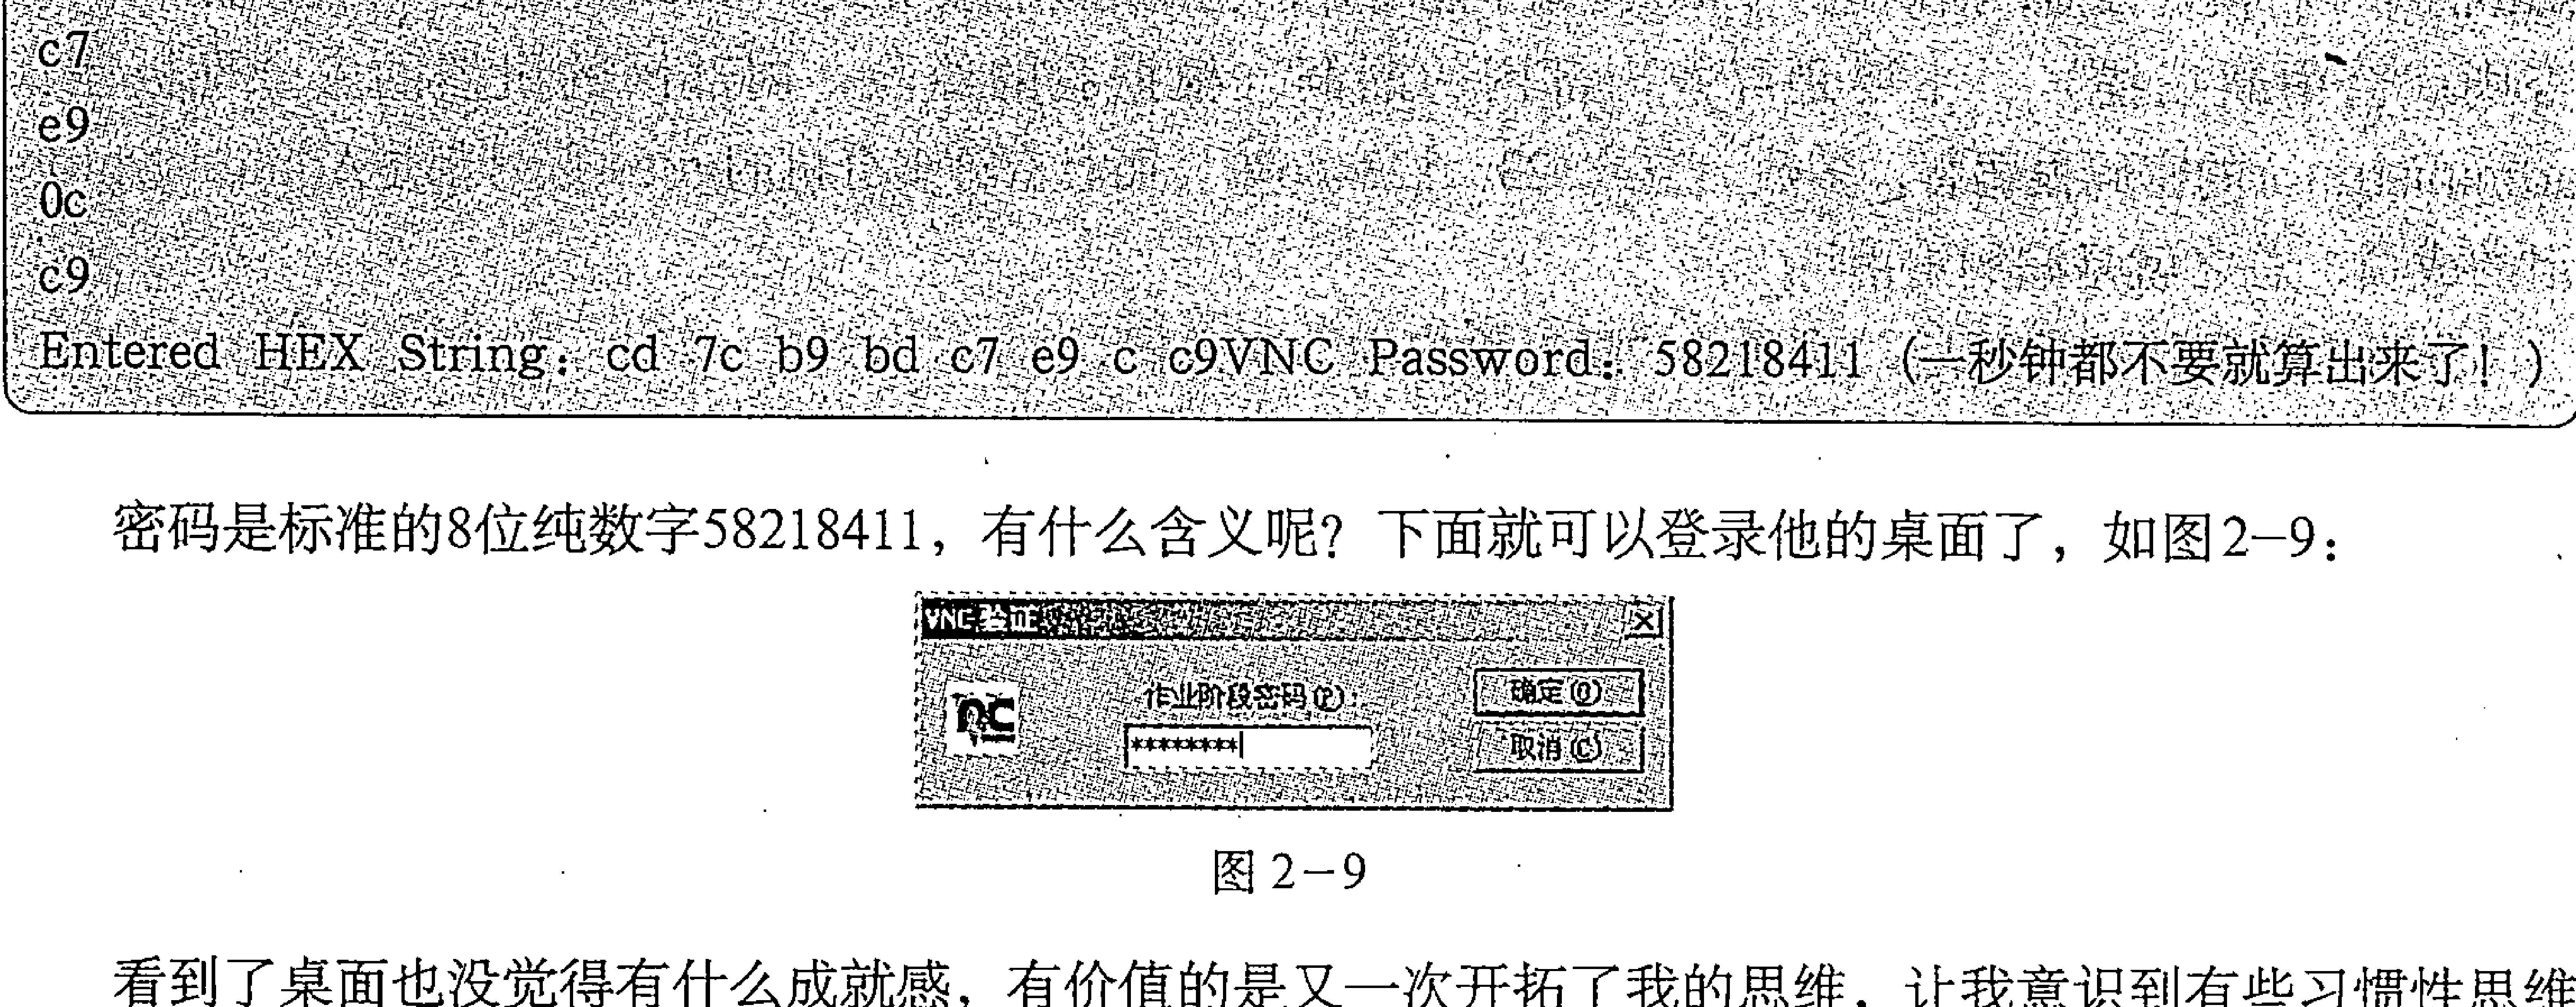 c7
e9
0c
c9
Entered HEX String: cd 7c b9 bd c7 e9 c c9VNC Password: 58218411 (一秒钟都不要就算出来了！)
密码是标准的8位纯数字58218411，有什么含义呢？下面就可以登录他的桌面了，如图2-9：
VNC 验证
作业阶段密码(P):
确定(O)
nc
********
取消(C)
图 2-9
看到了桌面也没觉得有什么成就感，有价值的是又一次开拓了我的思维，让我意识到有些习惯性思维